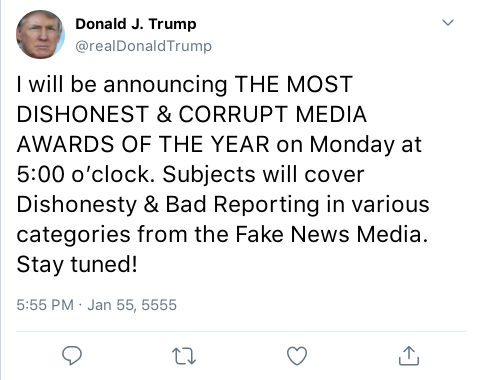 Donald J. Trump
@realDonaldTrump
I will be announcing THE MOST
DISHONEST & CORRUPT MEDIA
AWARDS OF THE YEAR on Monday at
5:00 o’clock. Subjects will cover
Dishonesty & Bad Reporting in various
categories from the Fake News Media.
Stay tuned!
5:55 PM · Jan 55, 5555